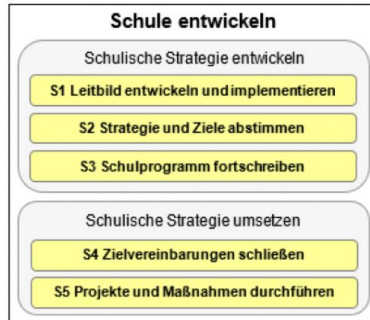 Schule entwickeln
Schulische Strategie entwickeln
S1 Leitbild entwickeln und implementieren
S2 Strategie und Ziele abstimmen
S3 Schulprogramm fortschreiben
Schulische Strategie umsetzen
S4 Zielvereinbarungen schließen
S5 Projekte und Maßnahmen durchführen